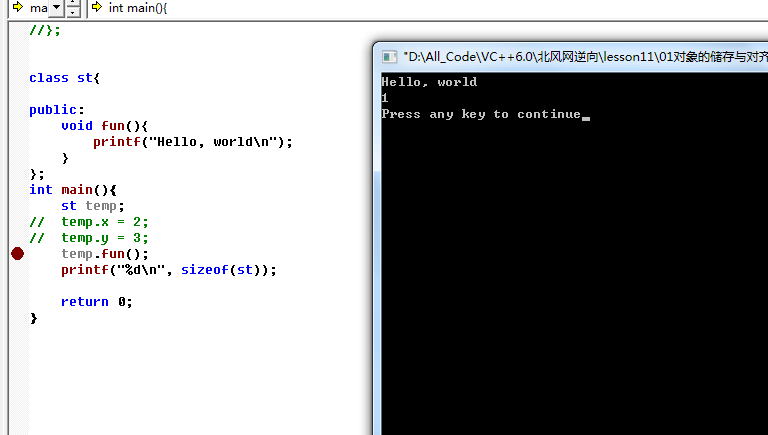 ma int main(){
//};
class st{
public:
void fun(){
printf("Hello, world\n");
}
};
int main(){
st temp;
// temp.x = 2;
// temp.y = 3;
temp.fun();
printf("%d\n", sizeof(st));
return 0;
}
"D:\All_Code\VC++6.0\北风网逆向\lesson11\01对象的储存与对齐
Hello, world
1
Press any key to continue_